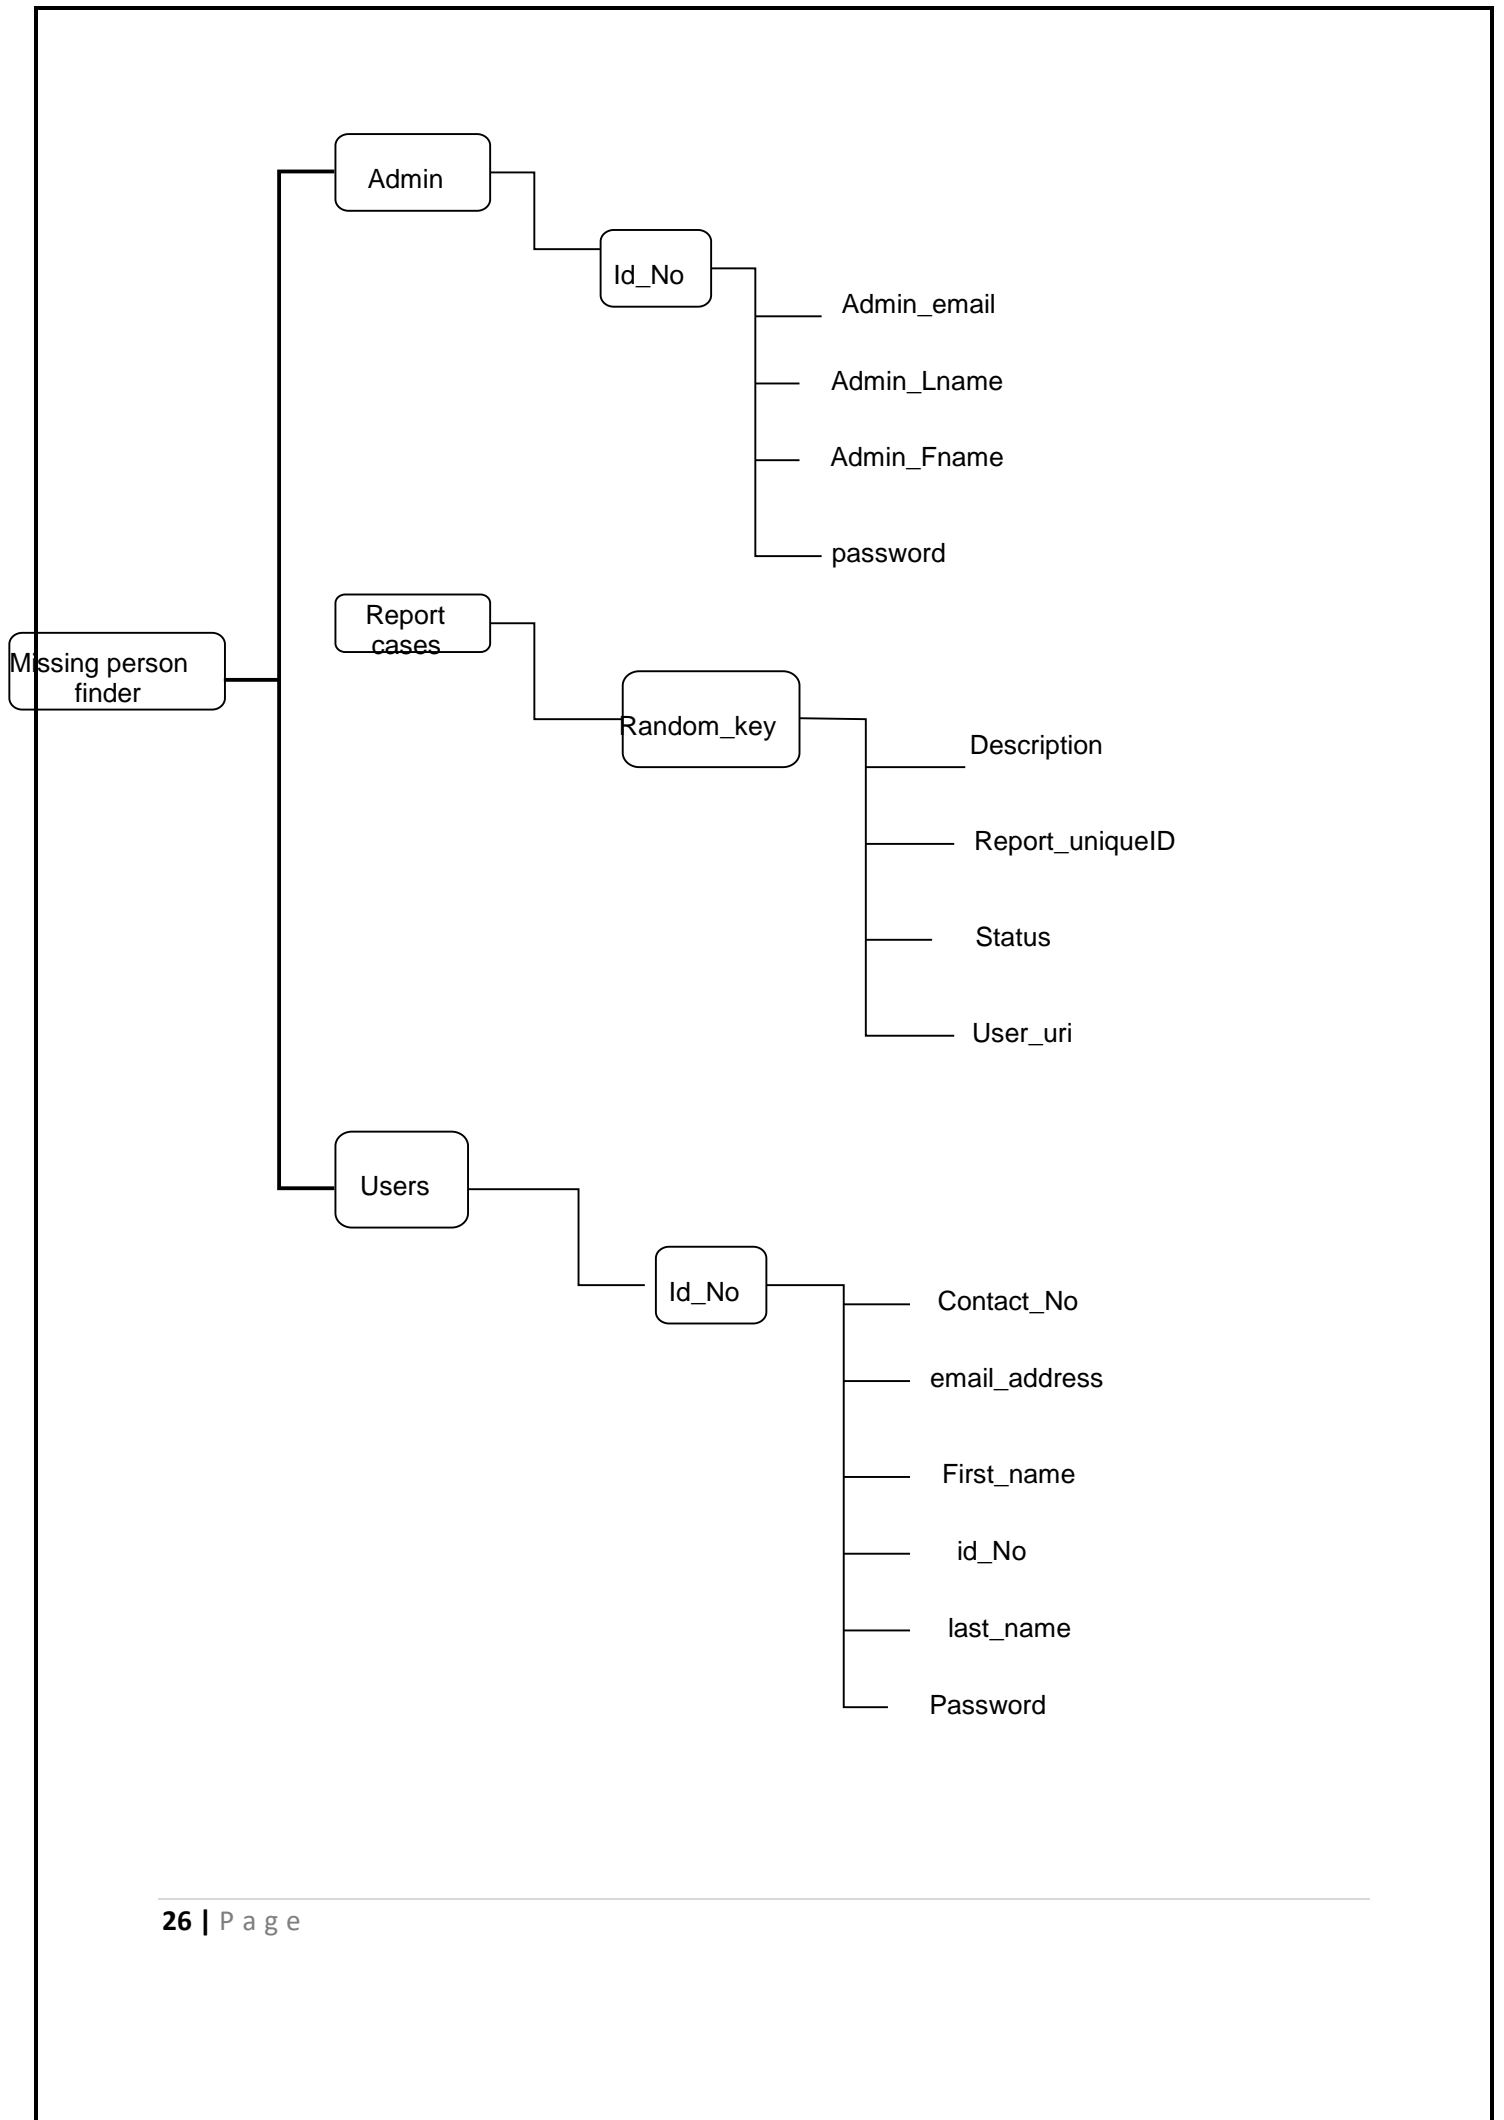 Admin
Id_No
Admin_email
Admin_Lname
Admin_Fname
password
Report
cases
Missing person
finder
Random_key
Description
Report_uniqueID
Status
User_uri
Users
Id_No
Contact_No
email_address
First_name
id_No
last_name
Password
26 | Page